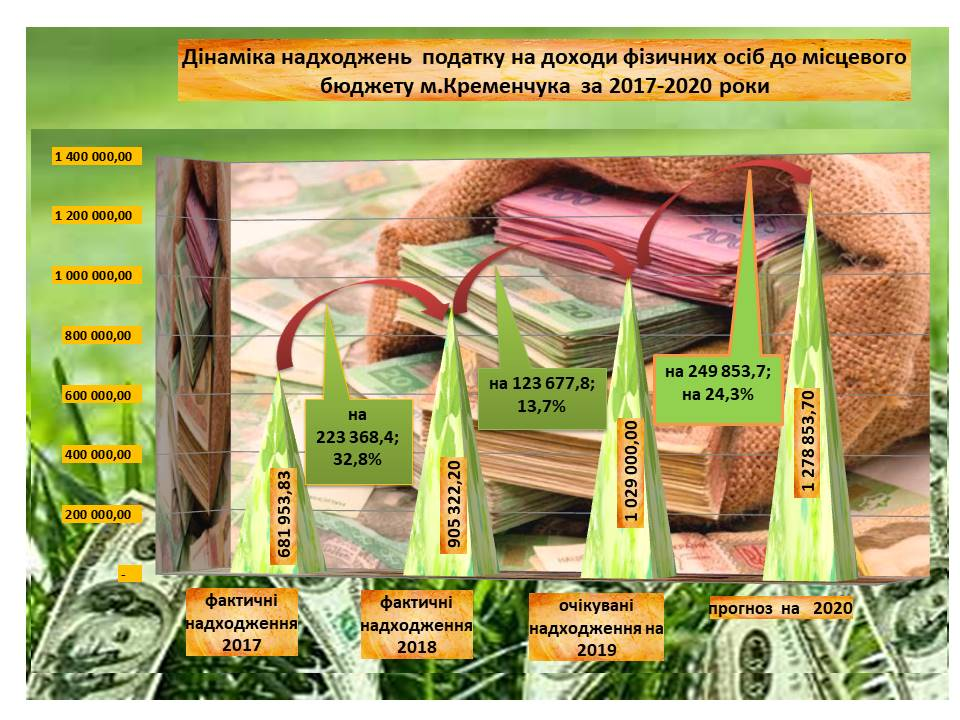 Дінаміка надходжень податку на доходи фізичних осіб до місцевого
бюджету м.Кременчука за 2017-2020 роки
1 400 000,00
1 200 000,00
1 000 000,00
800 000,00
600 000,00
400 000,00
200 000,00
-
на
223 368,4;
32,8%
на 123 677,8;
13,7%
на 249 853,7;
на 24,3%
681 953,83
905 322,20
1 029 000,00
1 278 853,70
фактичні
надходження
2017
фактичні
надходження
2018
очікувані
надходження на
2019
прогноз на 2020